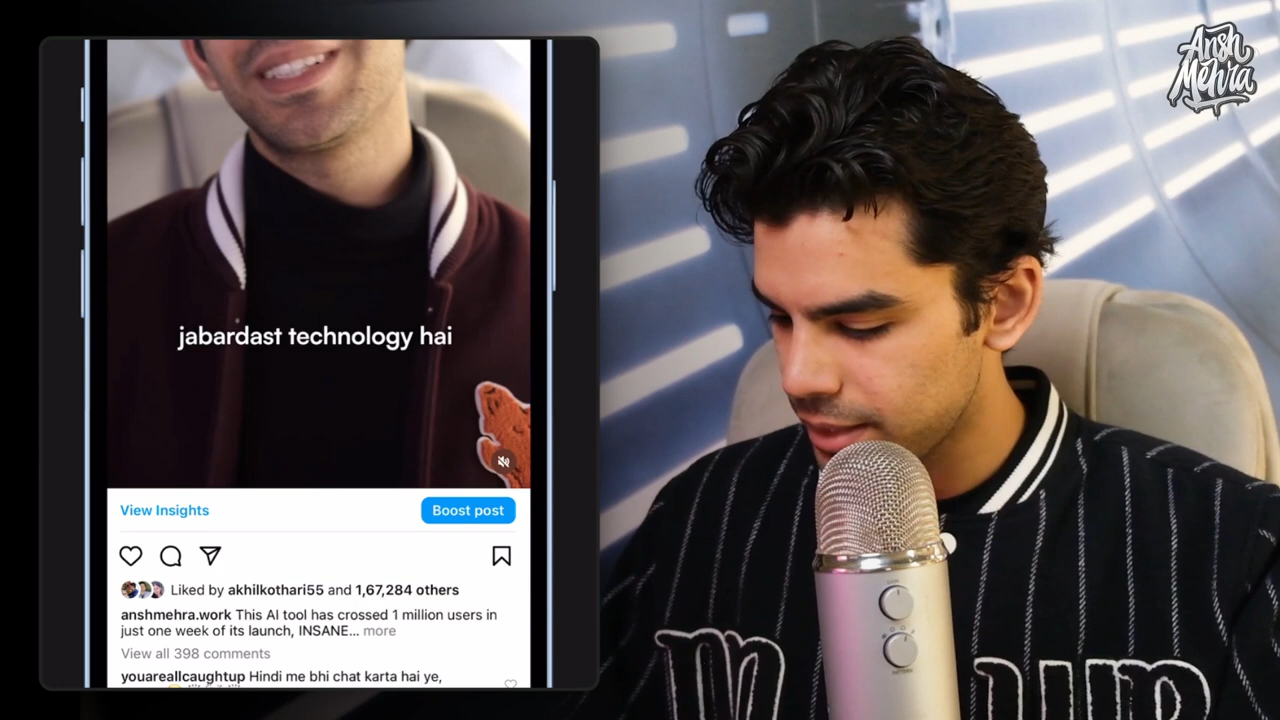 Ansh
Mehra
jabardast technology hai
View Insights
Boost post
Liked by akhilkothari55 and 1,67,284 others
anshmehra.work This AI tool has crossed 1 million users in
just one week of its launch, INSANE... more
View all 398 comments
youareallcaughtup Hindi me bhi chat karta hai ye,